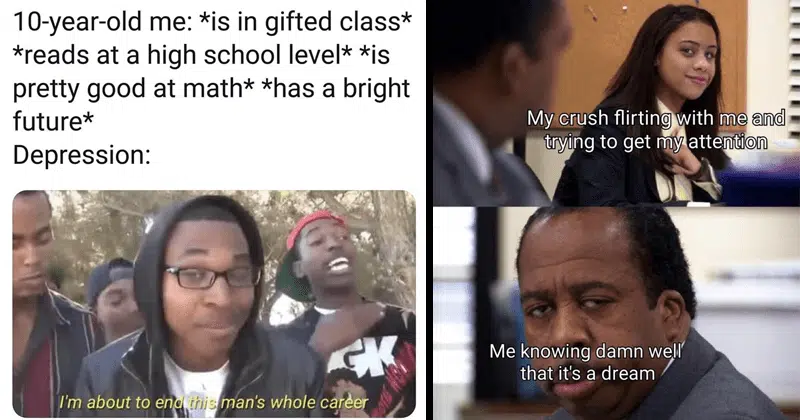 10-year-old me: *is in gifted class*
*reads at a high school level* *is
pretty good at math* *has a bright
future*
Depression:
GK
I'm about to end this man's whole career
My crush flirting with me and
trying to get my attention
Me knowing damn well
that it's a dream